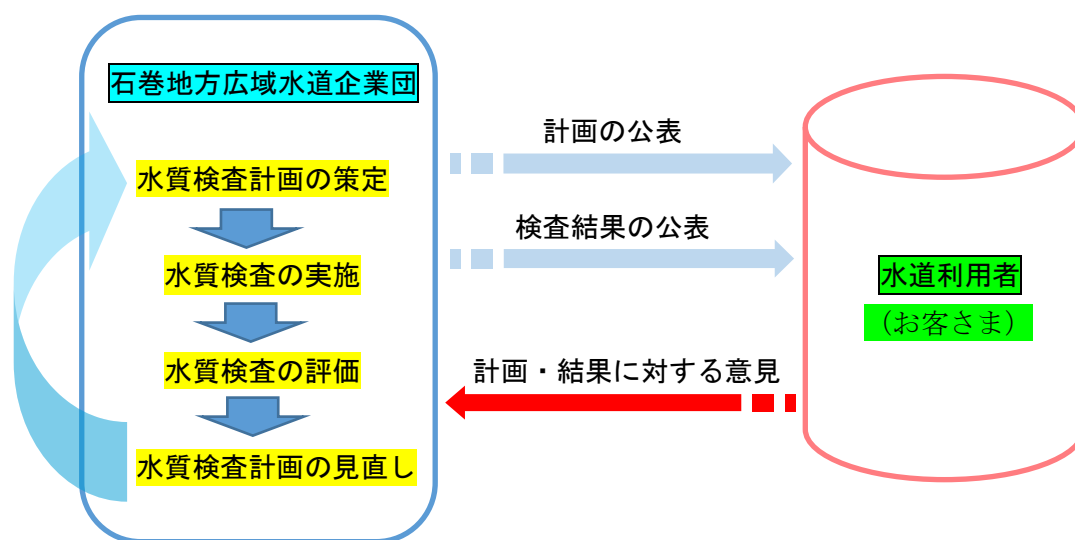 石巻地方広域水道企業団
水質検査計画の策定
水質検査の実施
水質検査の評価
水質検査計画の見直し
計画の公表
検査結果の公表
計画・結果に対する意見
水道利用者
（お客さま）